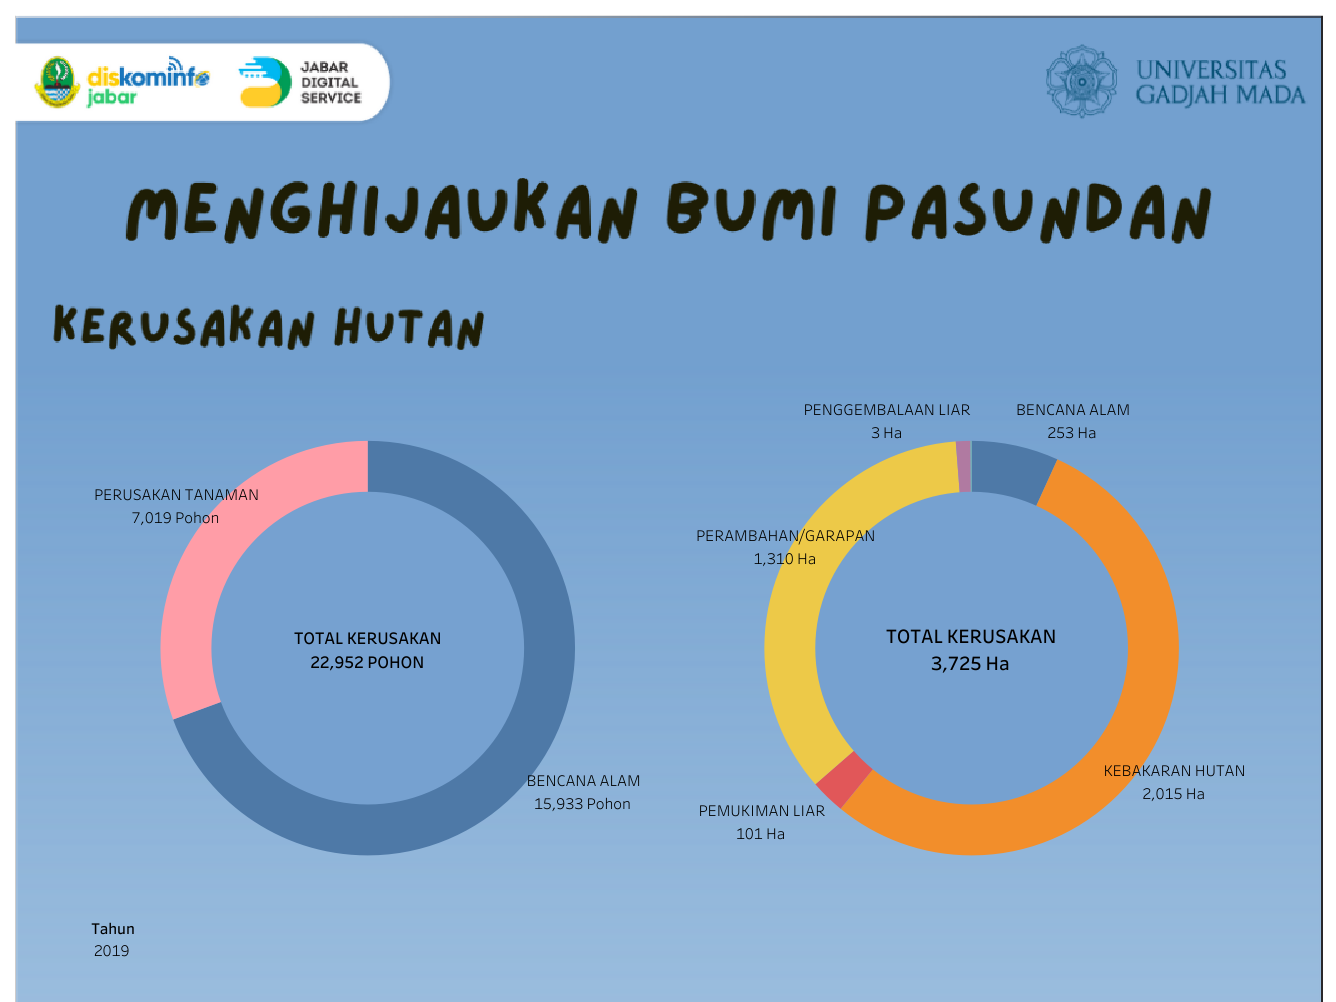 diskominfo
jabar
JABAR
DIGITAL
SERVICE
UNIVERSITAS
GADJAH MADA
MENGHIJAUKAN BUMI PASUNDAN
KERUSAKAN HUTAN
PERUSAKAN TANAMAN
7,019 Pohon
TOTAL KERUSAKAN
22,952 POHON
BENCANA ALAM
15,933 Pohon
PENGGEMBALAAN LIAR
3 Ha
BENCANA ALAM
253 Ha
PERAMBAHAN/GARAPAN
1,310 Ha
TOTAL KERUSAKAN
3,725 Ha
KEBAKARAN HUTAN
2,015 Ha
PEMUKIMAN LIAR
101 Ha
Tahun
2019